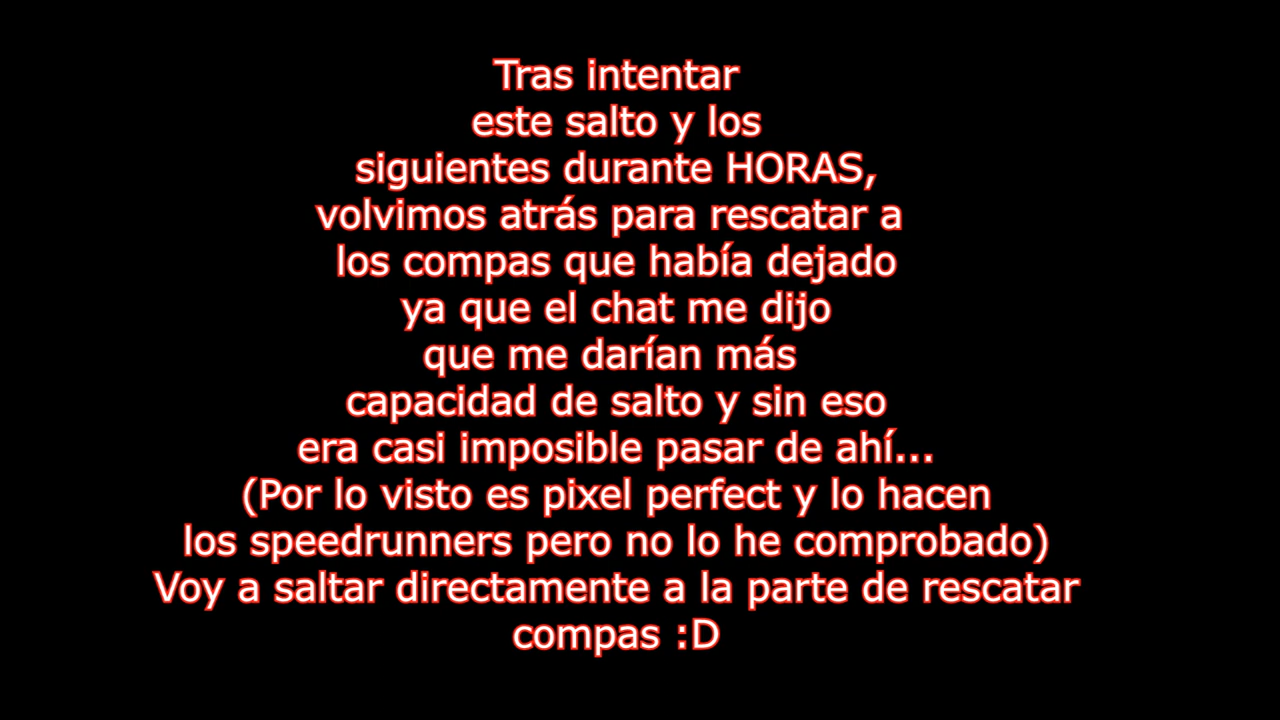 Tras intentar
este salto y los
siguientes durante HORAS,
volvimos atrás para rescatar a
los compas que había dejado
ya que el chat me dijo
que me darían más
capacidad de salto y sin eso
era casi imposible pasar de ahí...
(Por lo visto es pixel perfect y lo hacen
los speedrunners pero no lo he comprobado)
Voy a saltar directamente a la parte de rescatar
compas :D